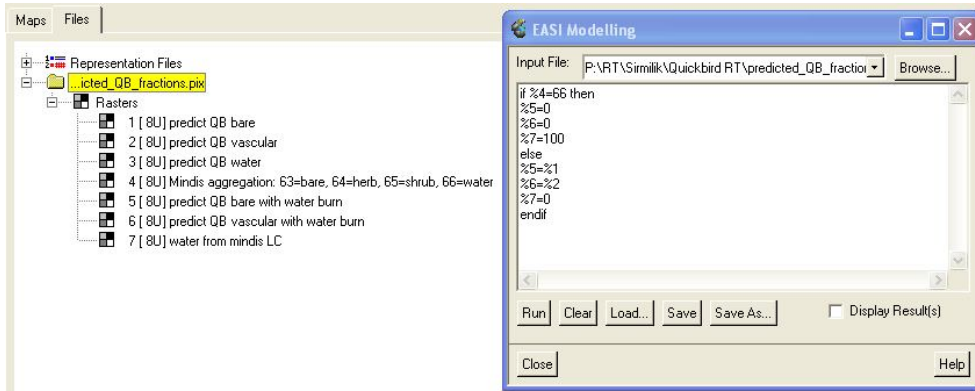 Maps Files
Representation Files
...icted_QB_fractions.pix
Rasters
1 [ 8U] predict QB bare
2 [ 8U] predict QB vascular
3 [ 8U] predict QB water
4 [ 8U] Mindis aggregation: 63=bare, 64=herb, 65=shrub, 66=water
5 [ 8U] predict QB bare with water burn
6 [ 8U] predict QB vascular with water burn
7 [ 8U] water from mindis LC
EASI Modelling
Input File: P:\RT\Sirmilik\Quickbird RT\predicted_QB_fraction Browse...
if %4=66 then
%5=0
%6=0
%7=100
else
%5=%1
%6=%2
%7=0
endif
Run Clear Load... Save Save As... Display Result(s)
Close Help